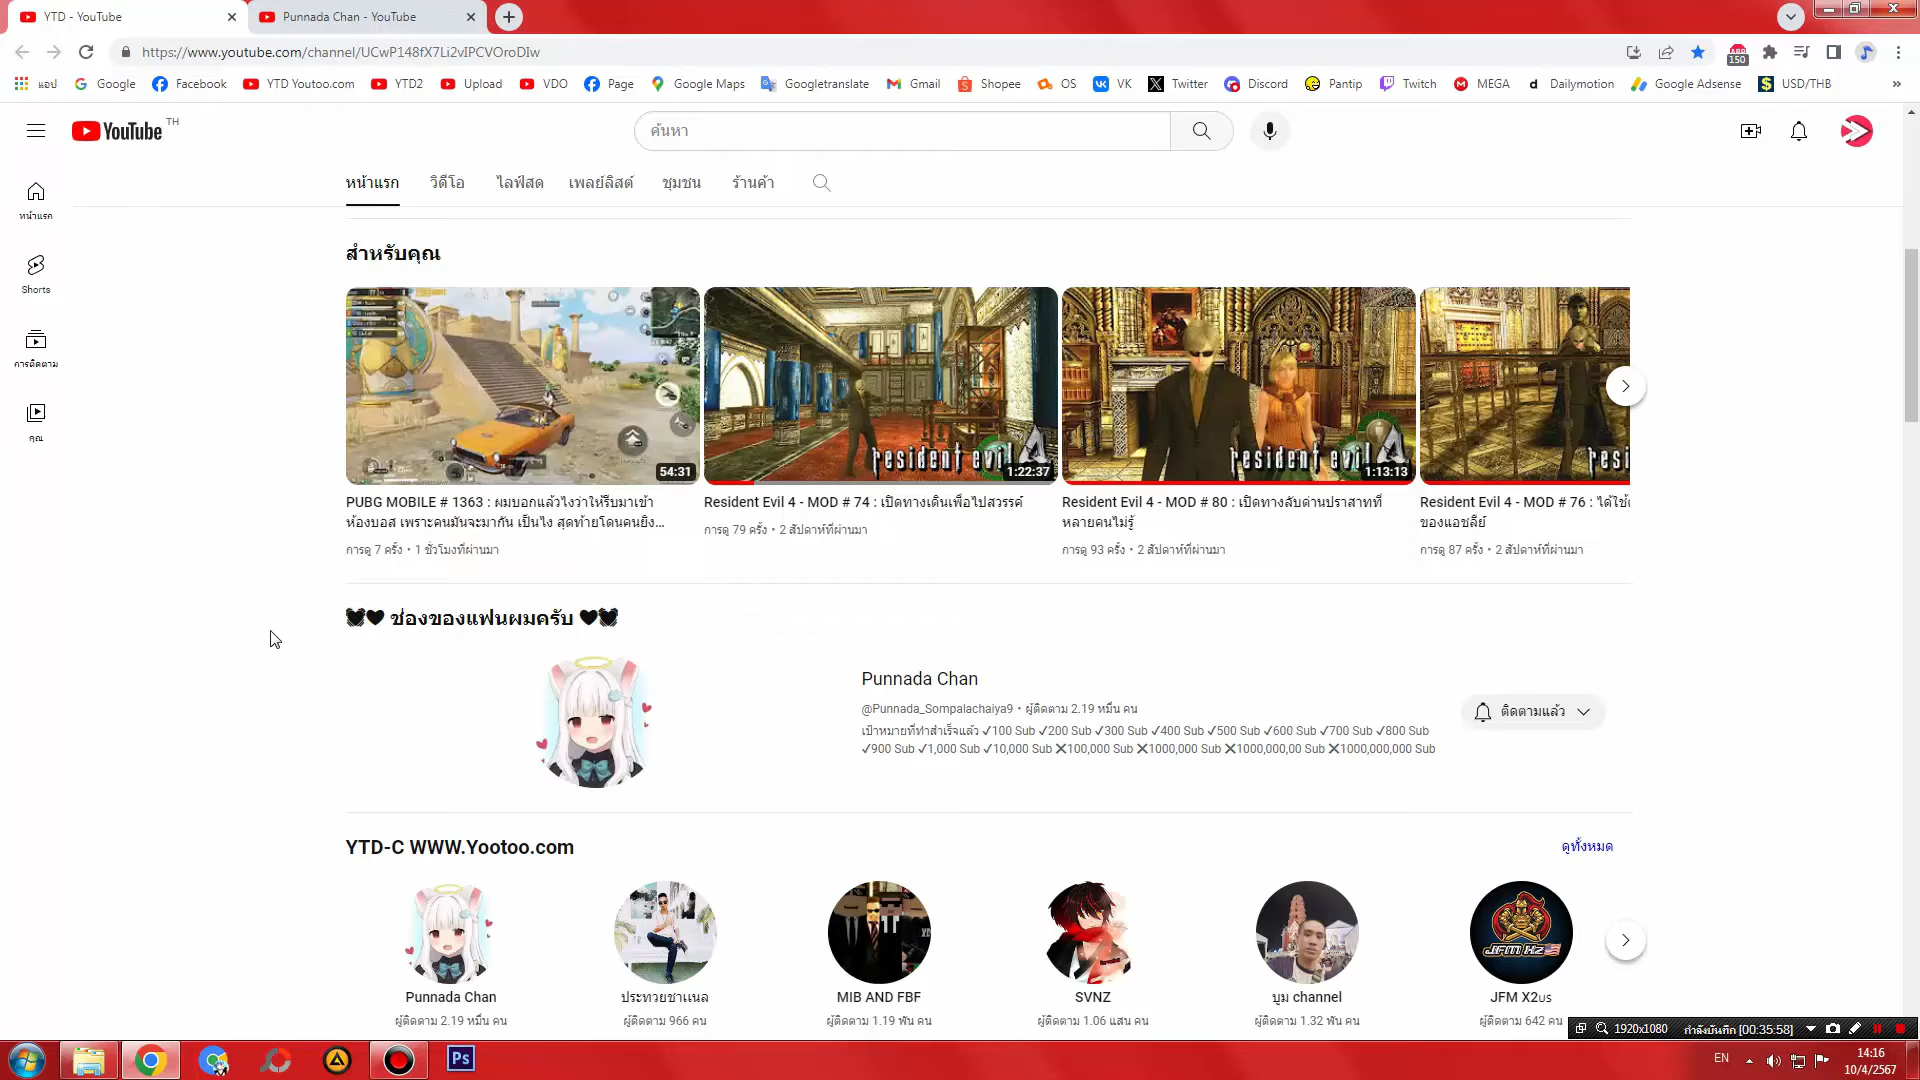 YTD - YouTube
Punnada Chan - YouTube
https://www.youtube.com/channel/UCwP148fX7Li2vIPCVOroDIw
150
แอป
Google
Facebook
YTD Youtoo.com
YTD2
Upload
VDO
Page
Google Maps
Googletranslate
Gmail
Shopee
OS
VK
Twitter
Discord
Pantip
Twitch
MEGA
Dailymotion
Google Adsense
USD/THB
YouTube TH
ค้นหา
หน้าแรก
วิดีโอ
ไลฟ์สด
เพลย์ลิสต์
ชุมชน
ร้านค้า
หน้าแรก
Shorts
การติดตาม
คุณ
สำหรับคุณ
54:31
resident evil 4
1:22:37
resident evil 4
1:13:13
resi
PUBG MOBILE # 1363 : ผมบอกแล้วไงว่าให้รีบมาเข้า
ห้องบอส เพราะคนมันจะมากัน เป็นไง สุดท้ายโดนคนยิง...
การดู 7 ครั้ง • 1 ชั่วโมงที่ผ่านมา
Resident Evil 4 - MOD # 74 : เปิดทางเดินเพื่อไปสวรรค์
การดู 79 ครั้ง • 2 สัปดาห์ที่ผ่านมา
Resident Evil 4 - MOD # 80 : เปิดทางลับด่านปราสาทที่
หลายคนไม่รู้
การดู 93 ครั้ง • 2 สัปดาห์ที่ผ่านมา
Resident Evil 4 - MOD # 76 : ได้ใช้
ของแอชลีย์
การดู 87 ครั้ง • 2 สัปดาห์ที่ผ่านมา
💓♥ ช่องของแฟนผมครับ ♥💓
Punnada Chan
@Punnada_Sompalachaiya9 • ผู้ติดตาม 2.19 หมื่น คน
เป้าหมายที่ทำสำเร็จแล้ว ✓100 Sub ✓200 Sub ✓300 Sub ✓400 Sub ✓500 Sub ✓600 Sub ✓700 Sub ✓800 Sub
✓900 Sub ✓1,000 Sub ✓10,000 Sub ❌100,000 Sub ❌1000,000 Sub ❌1000,000,00 Sub ❌1000,000,000 Sub
ติดตามแล้ว
YTD-C WWW.Yootoo.com
ดูทั้งหมด
JFM X2
Punnada Chan
ผู้ติดตาม 2.19 หมื่น คน
ประทวยชาแนล
ผู้ติดตาม 966 คน
MIB AND FBF
ผู้ติดตาม 1.19 พัน คน
SVNZ
ผู้ติดตาม 1.06 แสน คน
บูม channel
ผู้ติดตาม 1.32 พัน คน
JFM X2us
ผู้ติดตาม 642 คน
1920x1080
กำลังบันทึก [00:35:58]
Ps
EN
14:16
10/4/2567